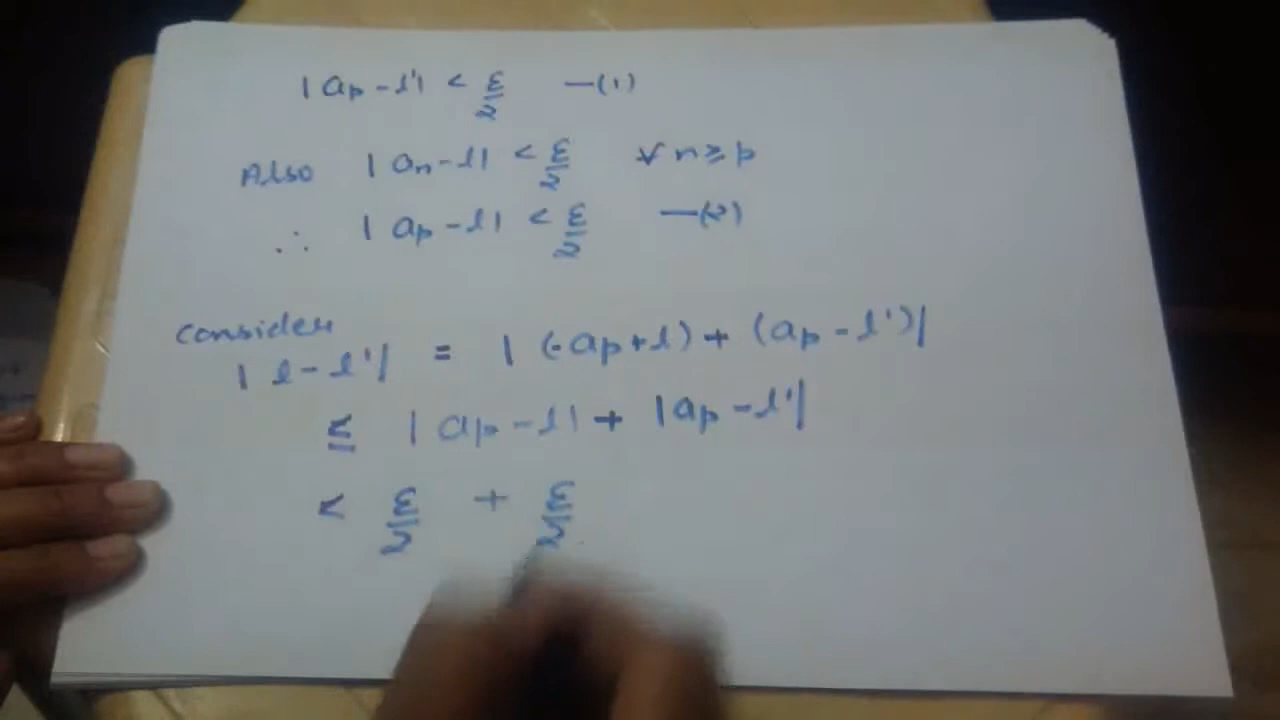 |ap - l'| < ε/2 —(1)
Also |an - l| < ε/2 ∀ n ≥ p
∴ |ap - l| < ε/2 —(2)
Consider
|l - l'| = |(-ap + l) + (ap - l')|
≤ |ap - l| + |ap - l'|
< ε/2 + ε/2